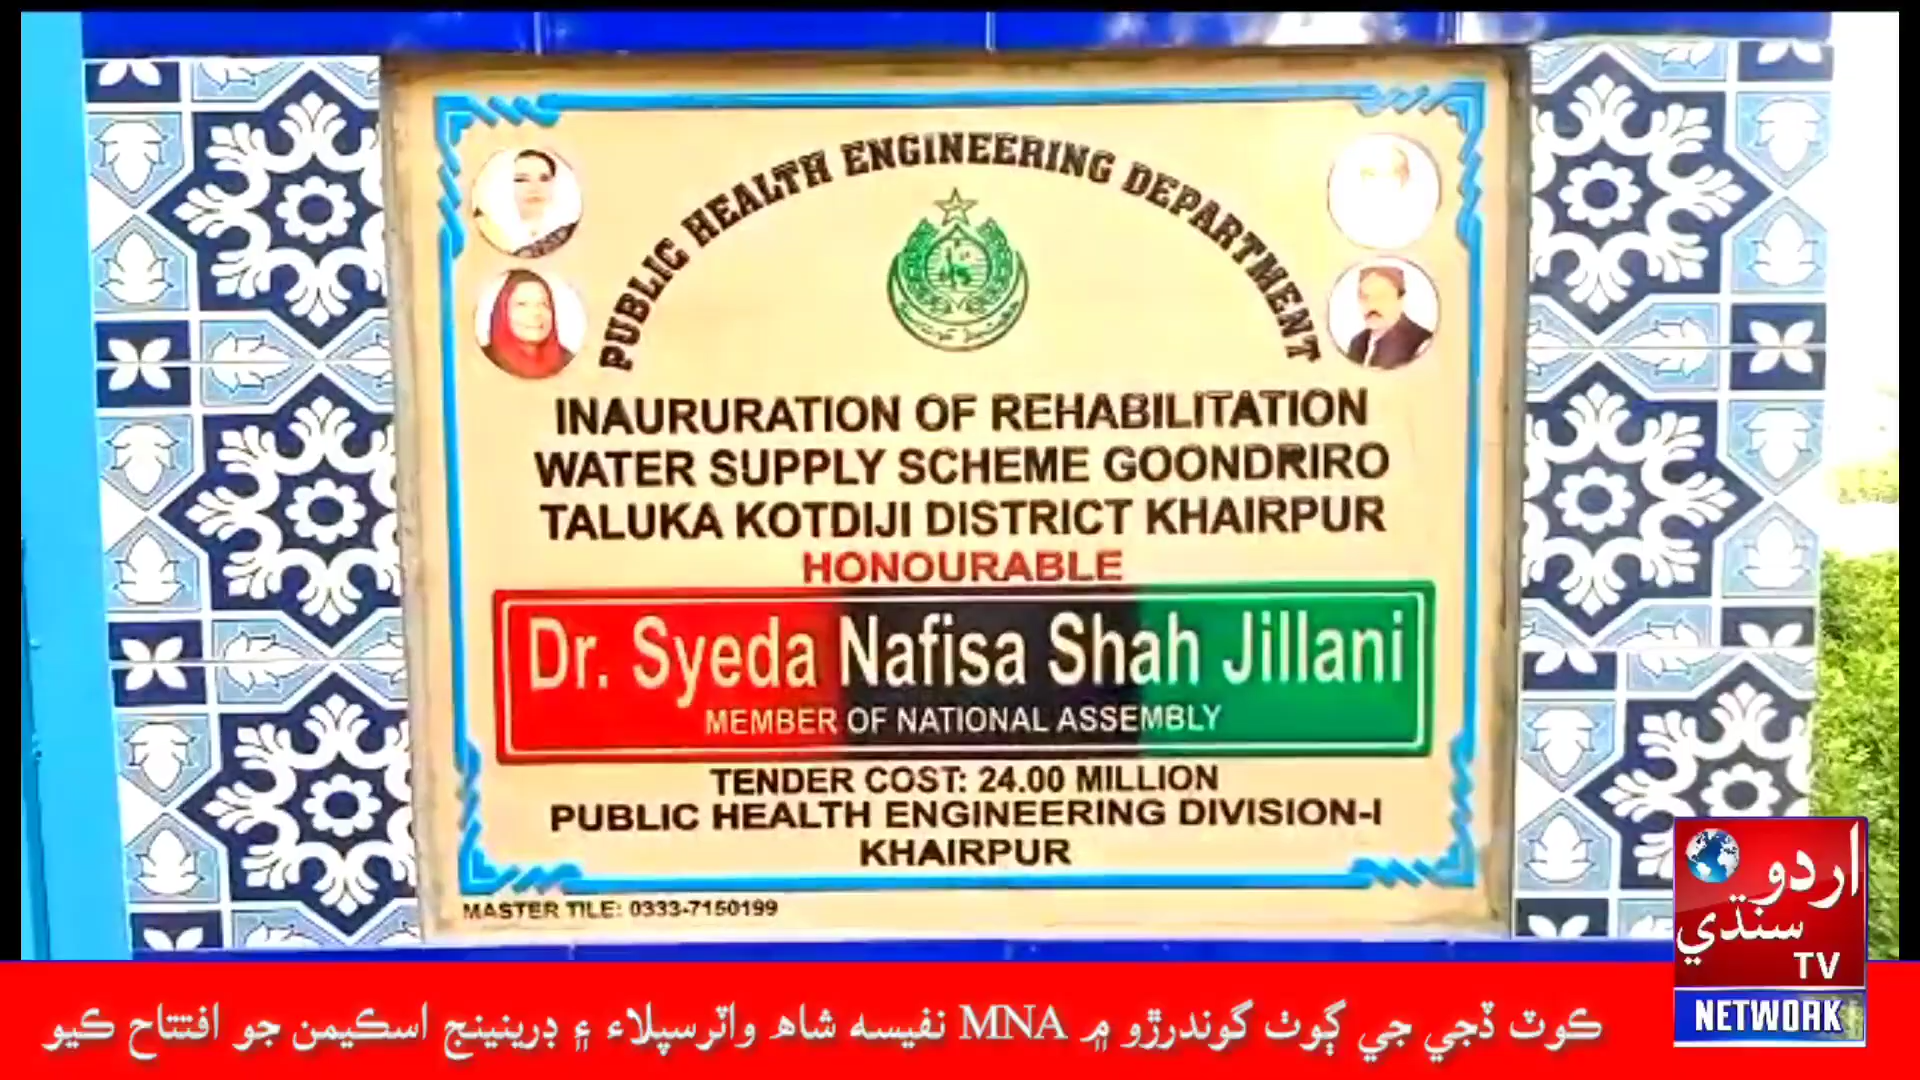 PUBLIC HEALTH ENGINEERING DEPARTMENT
INAURURATION OF REHABILITATION
WATER SUPPLY SCHEME GOONDRIRO
TALUKA KOTDIJI DISTRICT KHAIRPUR
HONOURABLE
Dr. Syeda Nafisa Shah Jillani
MEMBER OF NATIONAL ASSEMBLY
TENDER COST: 24.00 MILLION
PUBLIC HEALTH ENGINEERING DIVISION-I
KHAIRPUR
MASTER TILE: 0333-7150199
اردو
سنڌي
TV
NETWORK
ڪوٽ ڏجي جي ڳوٺ گوندرڙو ۾ MNA نفيسه شاھ واٽرسپلاء ۽ ڊرينينج اسڪيمن جو افتتاح ڪيو